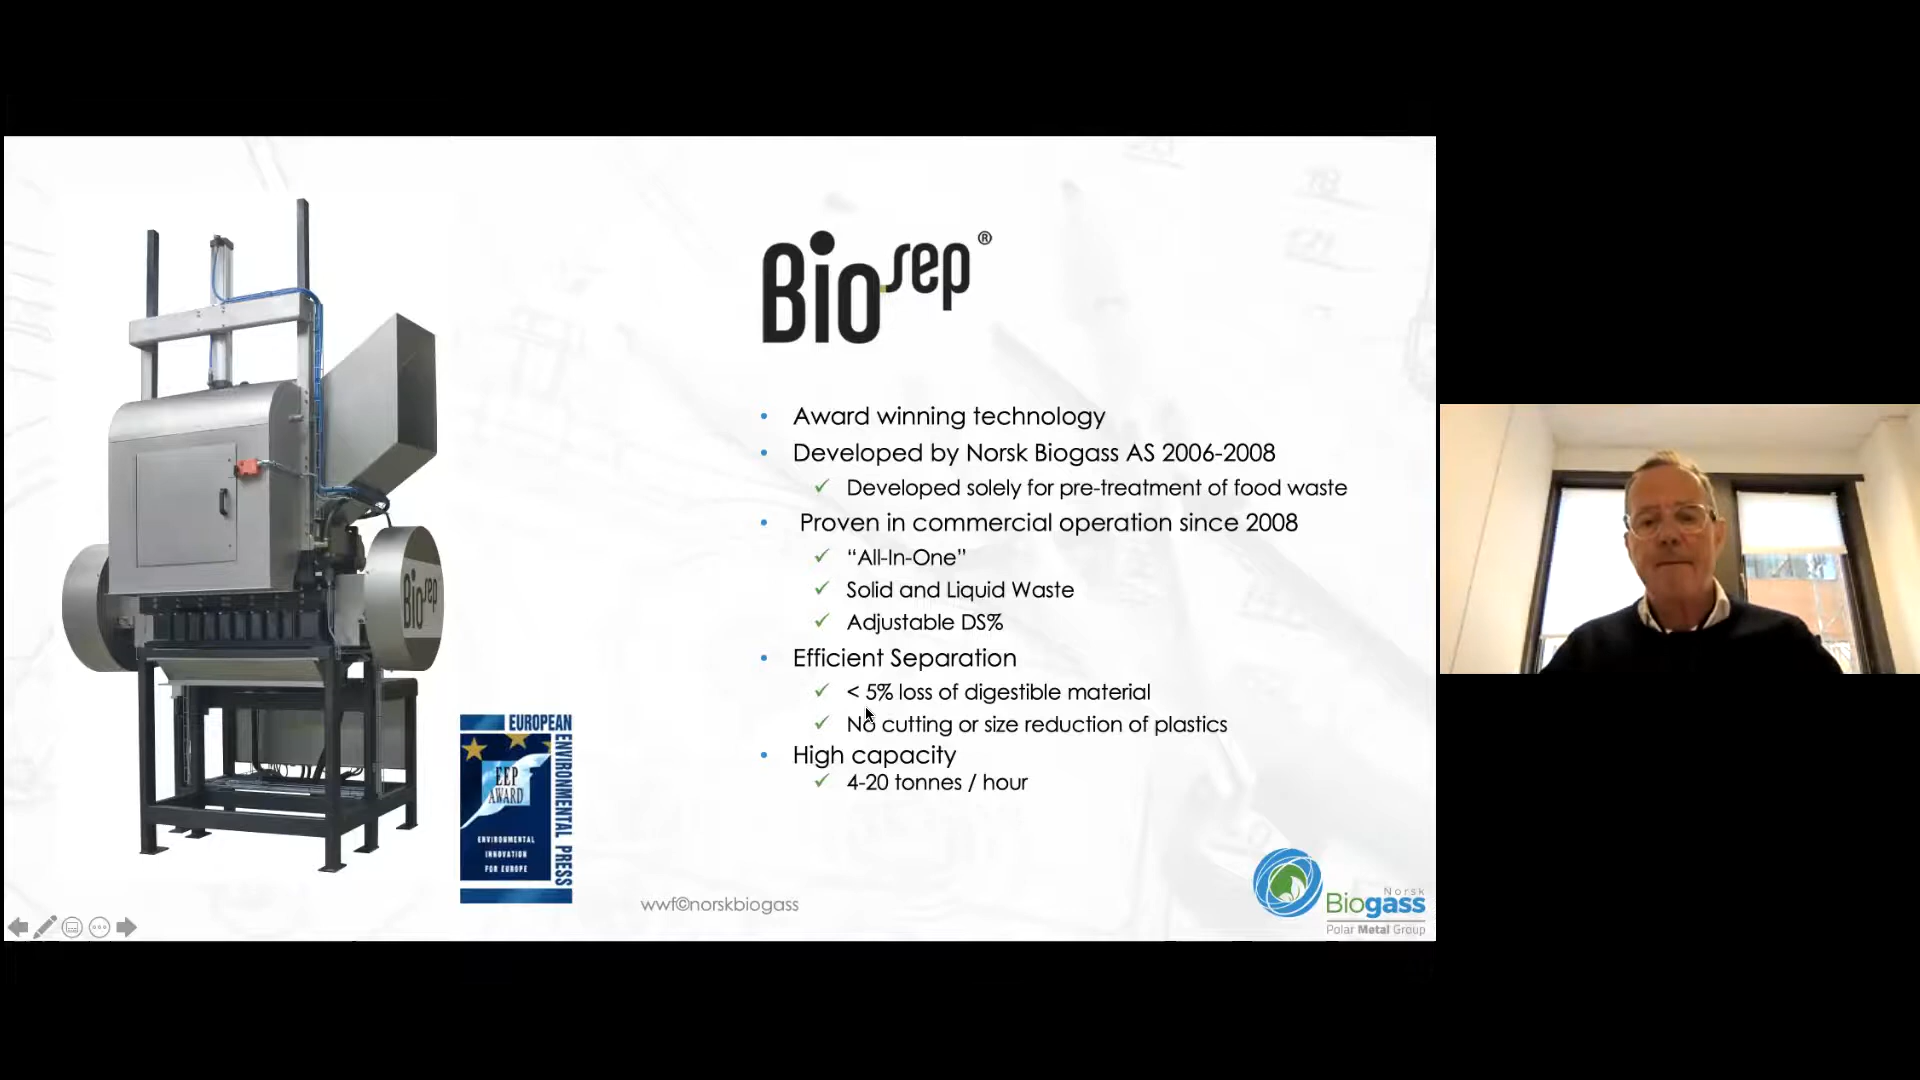 Biosep®
• Award winning technology
• Developed by Norsk Biogass AS 2006-2008
✓ Developed solely for pre-treatment of food waste
• Proven in commercial operation since 2008
✓ “All-In-One”
✓ Solid and Liquid Waste
✓ Adjustable DS%
• Efficient Separation
✓ < 5% loss of digestible material
✓ No cutting or size reduction of plastics
• High capacity
✓ 4-20 tonnes / hour
Biosep
EUROPEAN
ENVIRONMENTAL PRESS
EEP
AWARD
ENVIRONMENTAL
INNOVATION
FOR EUROPE
wwf©norskbiogass
Norsk
Biogass
Polar Metal Group